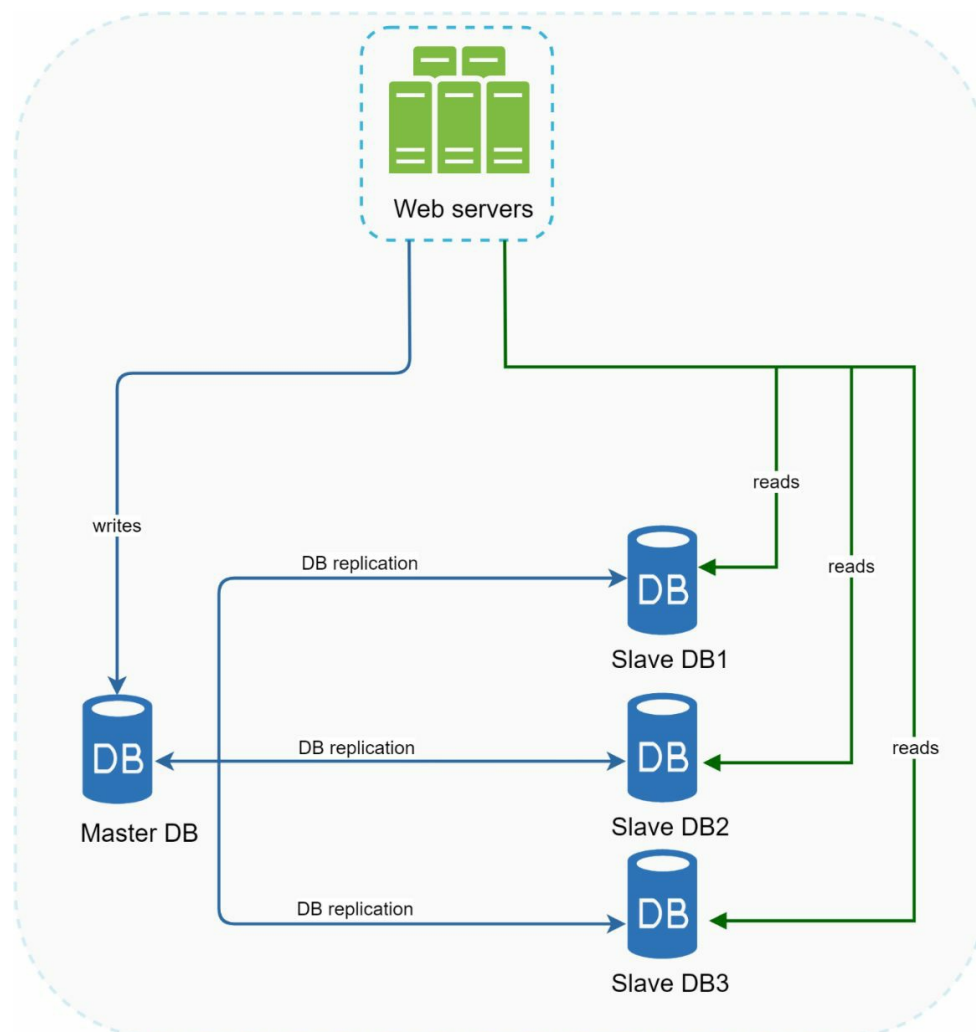 Web servers
reads
writes
DB replication
reads
DB
Slave DB1
DB replication
reads
DB
DB
Master DB
Slave DB2
DB replication
DB
Slave DB3